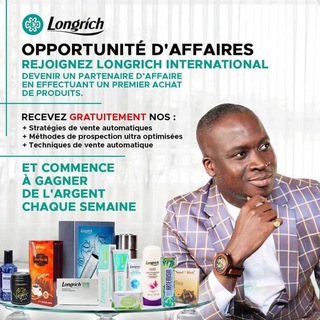 Longrich
OPPORTUNITÉ D'AFFAIRES
REJOIGNEZ LONGRICH INTERNATIONAL
DEVENIR UN PARTENAIRE D'AFFAIRE
EN EFFECTUANT UN PREMIER ACHAT
DE PRODUITS.
RECEVEZ GRATUITEMENT NOS :
+ Stratégies de vente automatiques
+ Méthodes de prospection ultra optimisées
+ Techniques de vente automatique
ET COMMENCE
À GAGNER
DE L'ARGENT
CHAQUE SEMAINE
Longrich